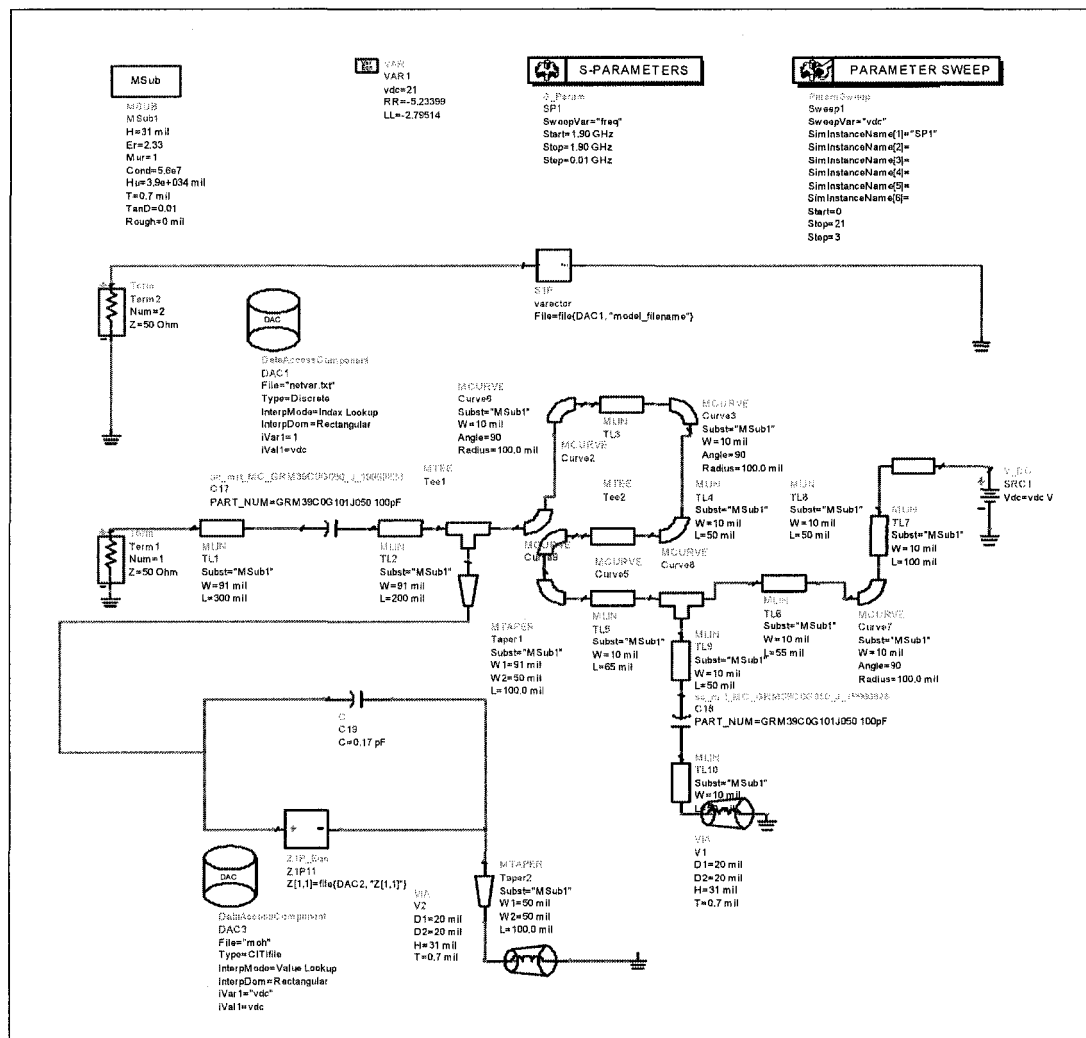 MSub
MSUB
MSub1
H=31 mil
Er=2.33
Mur=1
Cond=5.6e7
Hu=3.9e+034 mil
T=0.7 mil
TanD=0.01
Rough=0 mil
Var
Eqn
VAR
VAR1
vdc=21
RR=-5.23399
LL=-2.79514
S-PARAMETERS
S_Param
SP1
SweepVar="freq"
Start=1.90 GHz
Stop=1.90 GHz
Step=0.01 GHz
PARAMETER SWEEP
ParamSweep
Sweep1
SweepVar="vdc"
SimInstanceName[1]="SP1"
SimInstanceName[2]=
SimInstanceName[3]=
SimInstanceName[4]=
SimInstanceName[5]=
SimInstanceName[6]=
Start=0
Stop=21
Step=3
Term
Term2
Num=2
Z=50 Ohm
S1P
varector
File=file{DAC1, "model_filename"}
DAC
DataAccessComponent
DAC1
File="netvar.txt"
Type=Discrete
InterpMode=Index Lookup
InterpDom=Rectangular
iVar1=1
iVal1=vdc
MCURVE
Curve6
Subst="MSub1"
W=10 mil
Angle=90
Radius=100.0 mil
MLIN
TL3
MCURVE
Curve3
Subst="MSub1"
W=10 mil
Angle=90
Radius=100.0 mil
MCURVE
Curve2
C17
PART_NUM=GRM39C0G101J050 100pF
MTEE
Tee1
MTEE
Tee2
MLIN
TL4
Subst="MSub1"
W=10 mil
L=50 mil
MLIN
TL8
Subst="MSub1"
W=10 mil
L=50 mil
V_DC
SRC1
Vdc=vdc V
MLIN
TL7
Subst="MSub1"
W=10 mil
L=100 mil
Term
Term1
Num=1
Z=50 Ohm
MLIN
TL1
Subst="MSub1"
W=91 mil
L=300 mil
MLIN
TL2
Subst="MSub1"
W=91 mil
L=200 mil
MCURVE
Curve9
MCURVE
Curve5
MCURVE
Curve8
MTAPER
Taper1
Subst="MSub1"
W1=91 mil
W2=50 mil
L=100.0 mil
MLIN
TL5
Subst="MSub1"
W=10 mil
L=65 mil
MLIN
TL6
Subst="MSub1"
W=10 mil
L=55 mil
MCURVE
Curve7
Subst="MSub1"
W=10 mil
Angle=90
Radius=100.0 mil
MLIN
TL9
Subst="MSub1"
W=10 mil
L=50 mil
C18
PART_NUM=GRM39C0G101J050 100pF
C
C19
C=0.17 pF
MLIN
TL10
Subst="MSub1"
W=10 mil
VIA
V1
D1=20 mil
D2=20 mil
H=31 mil
T=0.7 mil
Z1P_Eqn
Z1P11
Z[1,1]=file{DAC2, "Z[1,1]"}
DAC
DataAccessComponent
DAC3
File="moh"
Type=CITIfile
InterpMode=Value Lookup
InterpDom=Rectangular
iVar1="vdc"
iVal1=vdc
VIA
V2
D1=20 mil
D2=20 mil
H=31 mil
T=0.7 mil
MTAPER
Taper2
Subst="MSub1"
W1=50 mil
W2=50 mil
L=100.0 mil